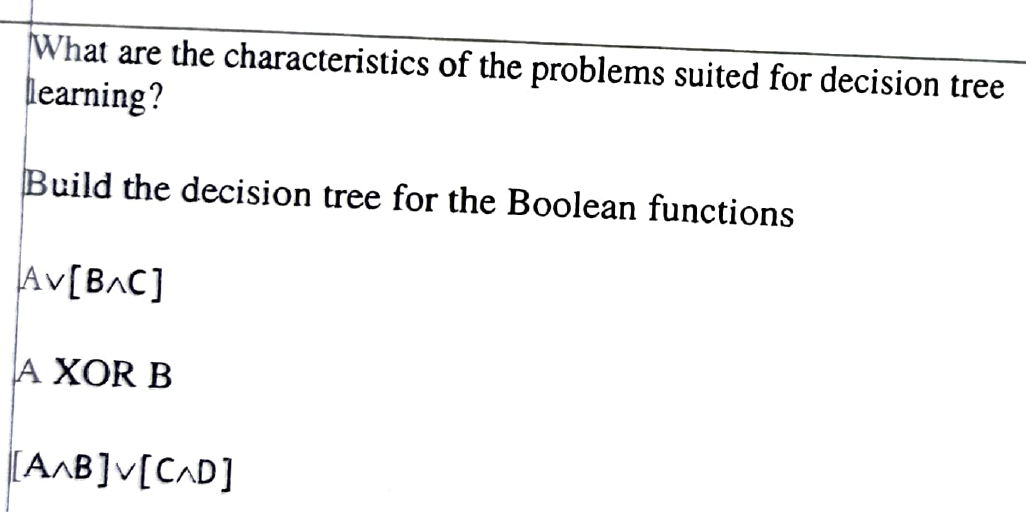 What are the characteristics of the problems suited for decision tree
learning?
Build the decision tree for the Boolean functions
A∨[B∧C]
A XOR B
[A∧B]∨[C∧D]